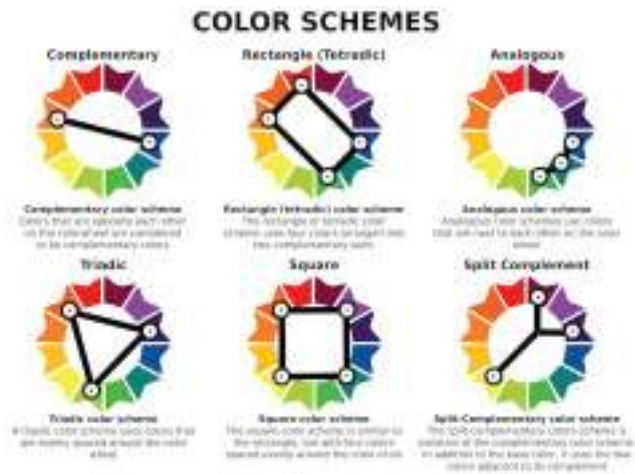 COLOR SCHEMES
Complementary
Rectangle (Tetradic)
Analogous
Complementary color scheme
Colors that are opposite each other
on the color wheel are considered
to be complementary colors.
Rectangle (tetradic) color scheme
The rectangle or tetradic color
scheme uses four colors arranged into
two complementary pairs
Analogous color scheme
Analogous color schemes use colors
that are next to each other on the color
wheel
Triadic
Square
Split Complement
Triadic color scheme
A triadic color scheme uses colors that
are evenly spaced around the color
wheel
Square color scheme
The square color scheme is similar to
the rectangle, but with four colors
spaced evenly around the color
Split-Complementary color scheme
The split-complementary color scheme is a
variation of the complementary color scheme.
In addition to the base color, it uses the two
colors adjacent to its complement